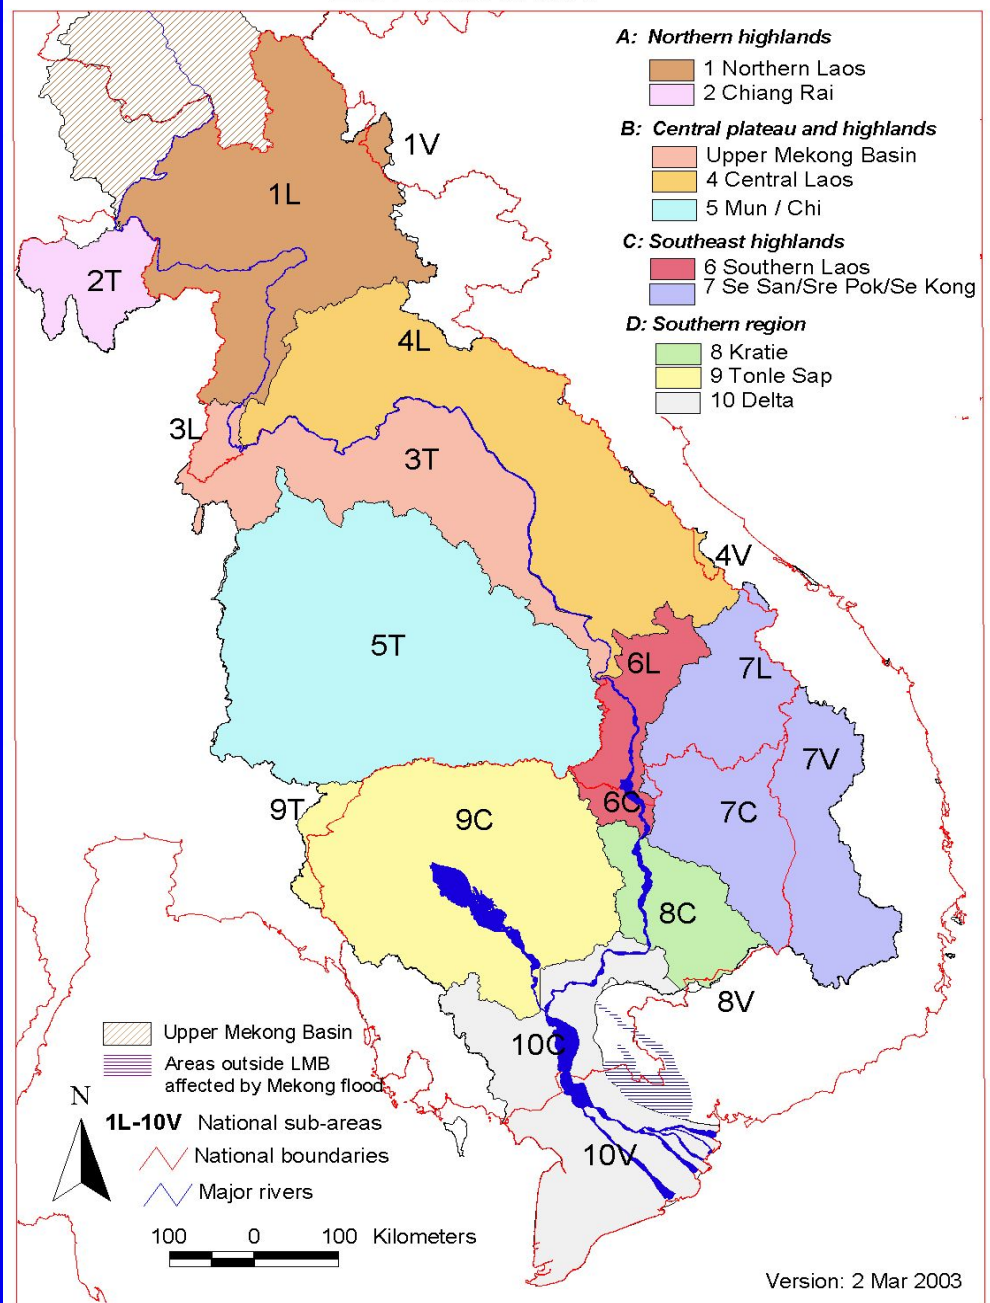 A: Northern highlands
1 Northern Laos
2 Chiang Rai
B: Central plateau and highlands
Upper Mekong Basin
4 Central Laos
5 Mun / Chi
C: Southeast highlands
6 Southern Laos
7 Se San/Sre Pok/Se Kong
D: Southern region
8 Kratie
9 Tonle Sap
10 Delta
1V
1L
2T
4L
3L
3T
4V
5T
6L
7L
7V
9T
9C
6C
7C
8C
8V
10C
10V
Upper Mekong Basin
Areas outside LMB
affected by Mekong flood
N
1L-10V National sub-areas
National boundaries
Major rivers
100 0 100 Kilometers
Version: 2 Mar 2003